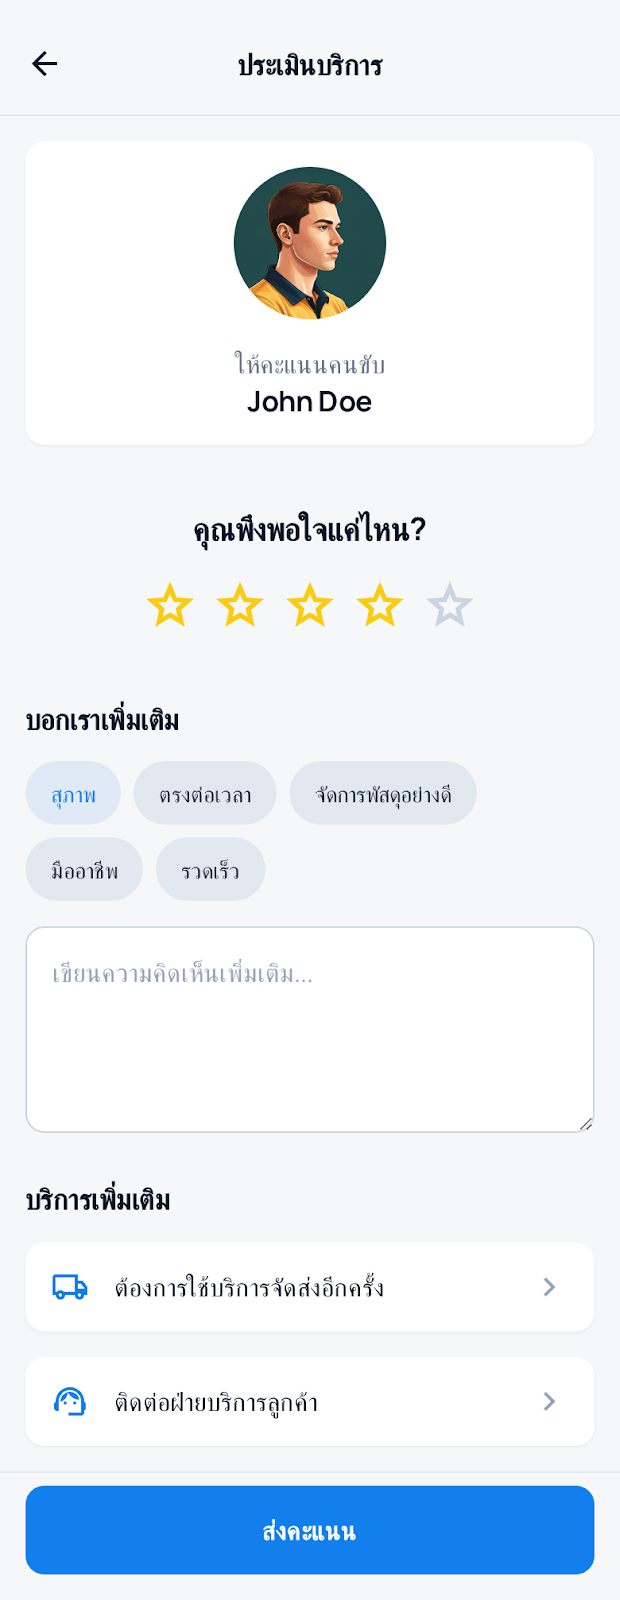 ประเมินบริการ
ให้คะแนนคนขับ
John Doe
คุณพึงพอใจแค่ไหน?
บอกเราเพิ่มเติม
สุภาพ
ตรงต่อเวลา
จัดการพัสดุอย่างดี
มืออาชีพ
รวดเร็ว
เขียนความคิดเห็นเพิ่มเติม...
บริการเพิ่มเติม
ต้องการใช้บริการจัดส่งอีกครั้ง
ติดต่อฝ่ายบริการลูกค้า
ส่งคะแนน